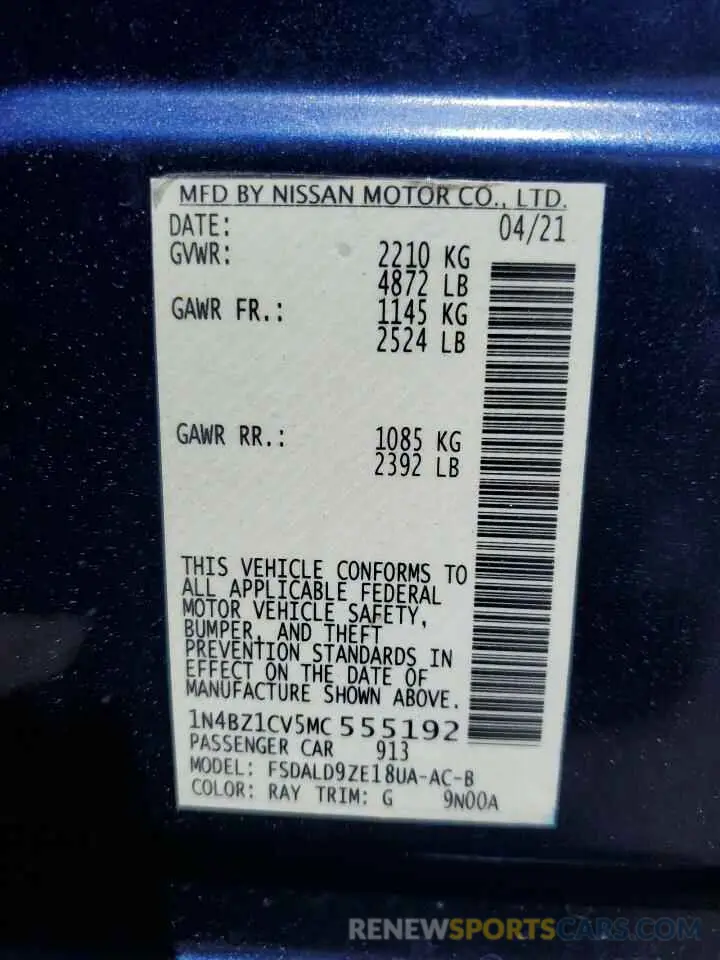 MFD BY NISSAN MOTOR CO., LTD.
DATE: 04/21
GVWR: 2210 KG
4872 LB
GAWR FR.: 1145 KG
2524 LB
GAWR RR.: 1085 KG
2392 LB
THIS VEHICLE CONFORMS TO
ALL APPLICABLE FEDERAL
MOTOR VEHICLE SAFETY,
BUMPER, AND THEFT
PREVENTION STANDARDS IN
EFFECT ON THE DATE OF
MANUFACTURE SHOWN ABOVE.
1N4BZ1CV5MC555192
PASSENGER CAR 913
MODEL: FSDALD9ZE18UA-AC-B
COLOR: RAY TRIM: G 9N00A
RENEWSPORTSCARS.COM